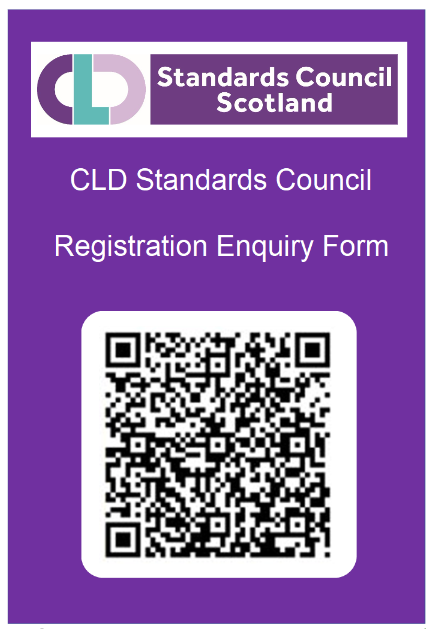 CLD
Standards Council
Scotland
CLD Standards Council
Registration Enquiry Form